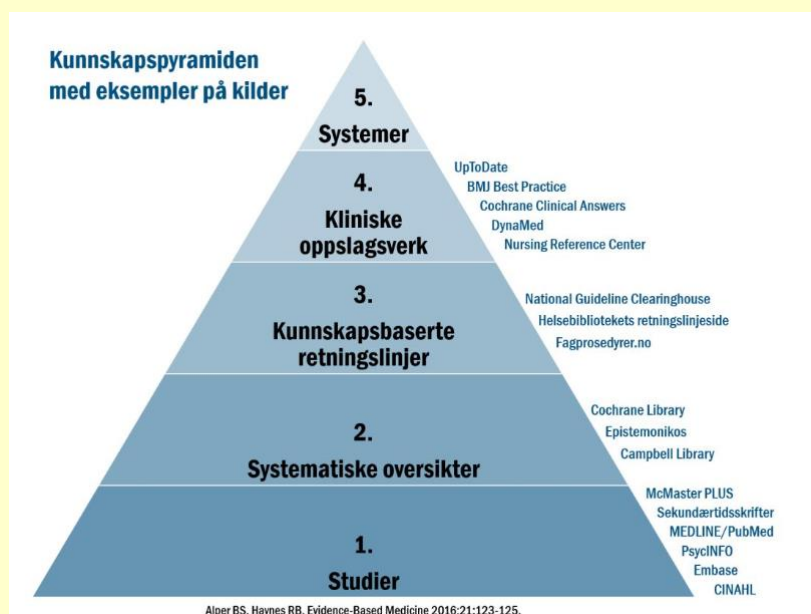 Kunnskapspyramiden
med eksempler på kilder
5.
Systemer
4.
Kliniske
oppslagsverk
UpToDate
BMJ Best Practice
Cochrane Clinical Answers
DynaMed
Nursing Reference Center
3.
Kunnskapsbaserte
retningslinjer
National Guideline Clearinghouse
Helsebibliotekets retningslinjeside
Fagprosedyrer.no
2.
Systematiske oversikter
Cochrane Library
Epistemonikos
Campbell Library
1.
Studier
McMaster PLUS
Sekundærtidsskrifter
MEDLINE/PubMed
PsycINFO
Embase
CINAHL
Alper BS, Haynes RB. Evidence-Based Medicine 2016;21:123-125.